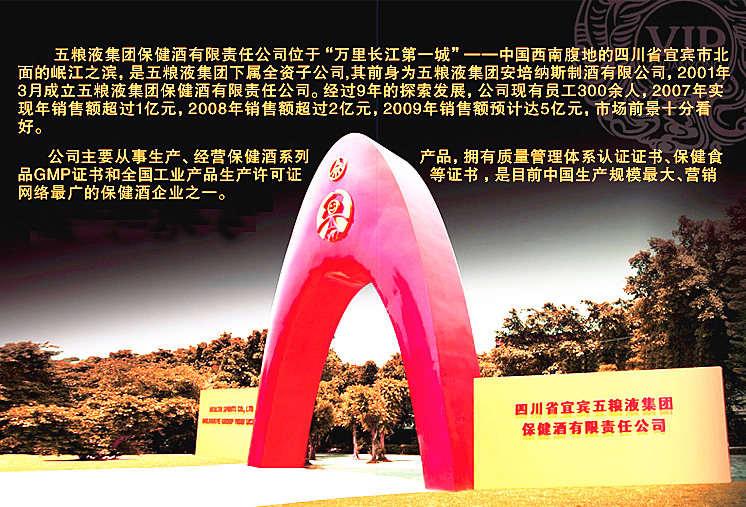 五粮液集团保健酒有限责任公司位于“万里长江第一城”——中国西南腹地的四川省宜宾市北
面的岷江之滨，是五粮液集团下属全资子公司,其前身为五粮液集团安培纳斯制酒有限公司，2001年
3月成立五粮液集团保健酒有限责任公司。经过9年的探索发展，公司现有员工300余人，2007年实
现年销售额超过1亿元，2008年销售额超过2亿元，2009年销售额预计达5亿元，市场前景十分看
好。
公司主要从事生产、经营保健酒系列产品，拥有质量管理体系认证证书、保健食
品GMP证书和全国工业产品生产许可证等证书，是目前中国生产规模最大、营销
网络最广的保健酒企业之一。
VIP
HEALTH SPIRITS CO., LTD
四川省宜宾五粮液集团
保健酒有限责任公司